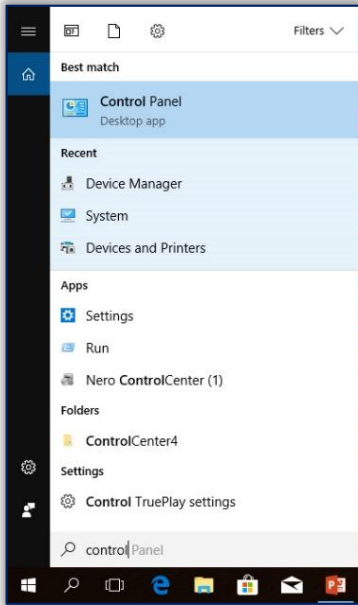 Filters
Best match
Control Panel
Desktop app
Recent
Device Manager
System
Devices and Printers
Apps
Settings
Run
Nero ControlCenter (1)
Folders
ControlCenter4
Settings
Control TruePlay settings
control Panel